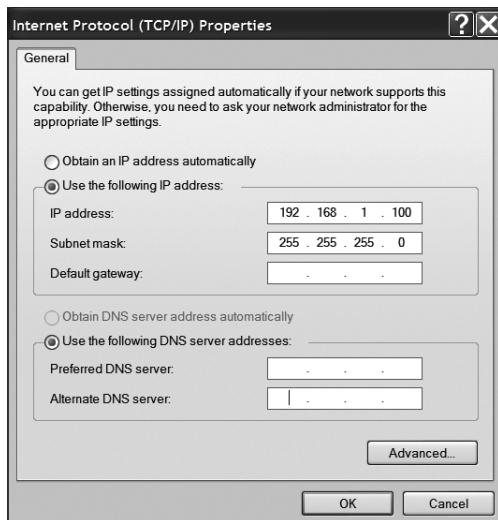 Internet Protocol (TCP/IP) Properties
General
You can get IP settings assigned automatically if your network supports this
capability. Otherwise, you need to ask your network administrator for the
appropriate IP settings.
Obtain an IP address automatically
Use the following IP address:
IP address: 192 . 168 . 1 . 100
Subnet mask: 255 . 255 . 255 . 0
Default gateway: . . .
Obtain DNS server address automatically
Use the following DNS server addresses:
Preferred DNS server: . . .
Alternate DNS server: . . .
Advanced...
OK Cancel